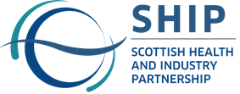 SHIP
SCOTTISH HEALTH
AND INDUSTRY
PARTNERSHIP